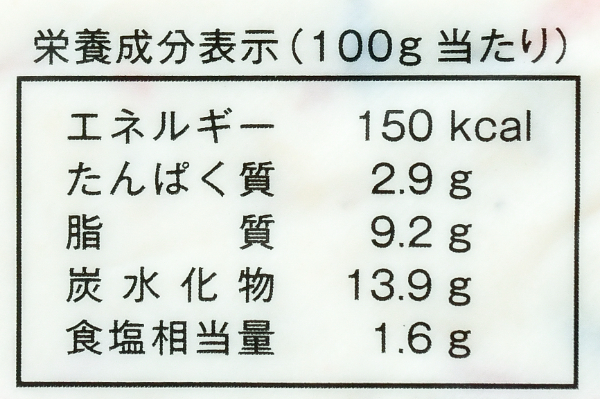 栄養成分表示(100g 当たり)
エネルギー 150 kcal
たんぱく質 2.9 g
脂質 9.2 g
炭水化物 13.9 g
食塩相当量 1.6 g